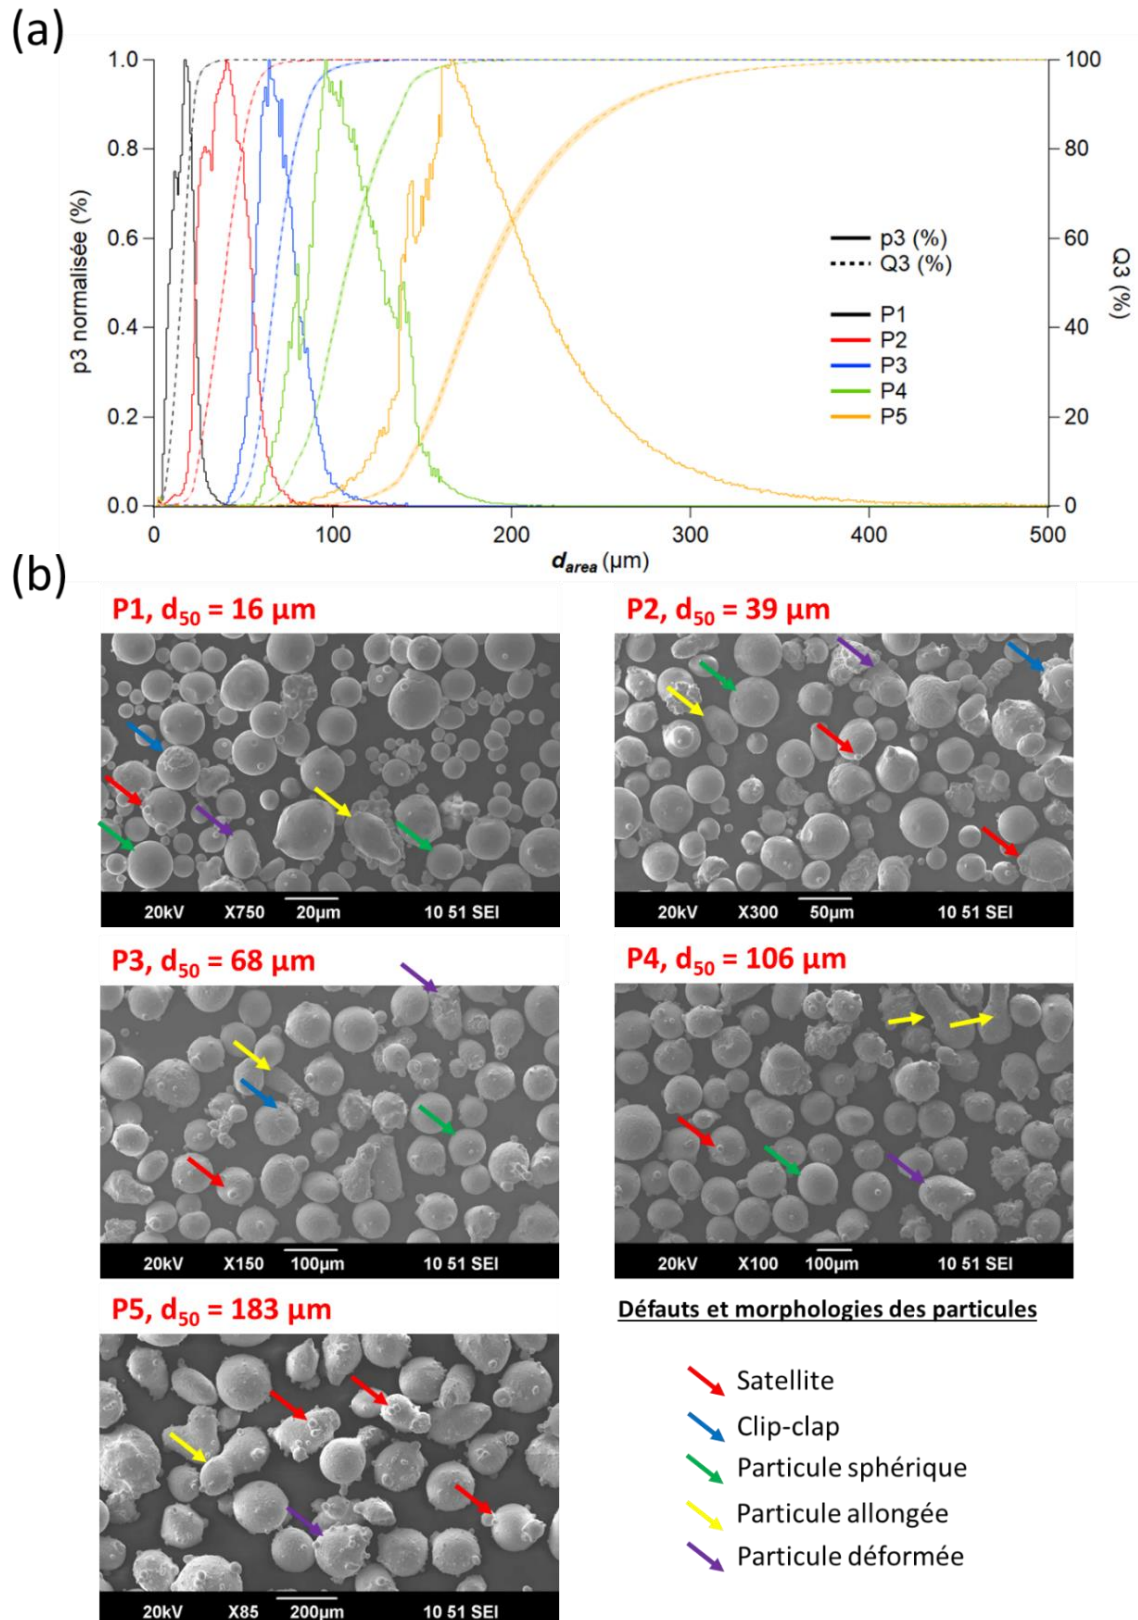 (a)
1.0
0.8
0.6
0.4
0.2
0.0
p3 normalisée (%)
100
80
60
40
20
0
Q3 (%)
p3 (%)
Q3 (%)
P1
P2
P3
P4
P5
0 100 200 300 400 500
d_area (µm)
(b)
P1, d50 = 16 µm
20kV X750 20µm 10 51 SEI
P2, d50 = 39 µm
20kV X300 50µm 10 51 SEI
P3, d50 = 68 µm
20kV X150 100µm 10 51 SEI
P4, d50 = 106 µm
20kV X100 100µm 10 51 SEI
P5, d50 = 183 µm
20kV X85 200µm 10 51 SEI
Défauts et morphologies des particules
Satellite
Clip-clap
Particule sphérique
Particule allongée
Particule déformée